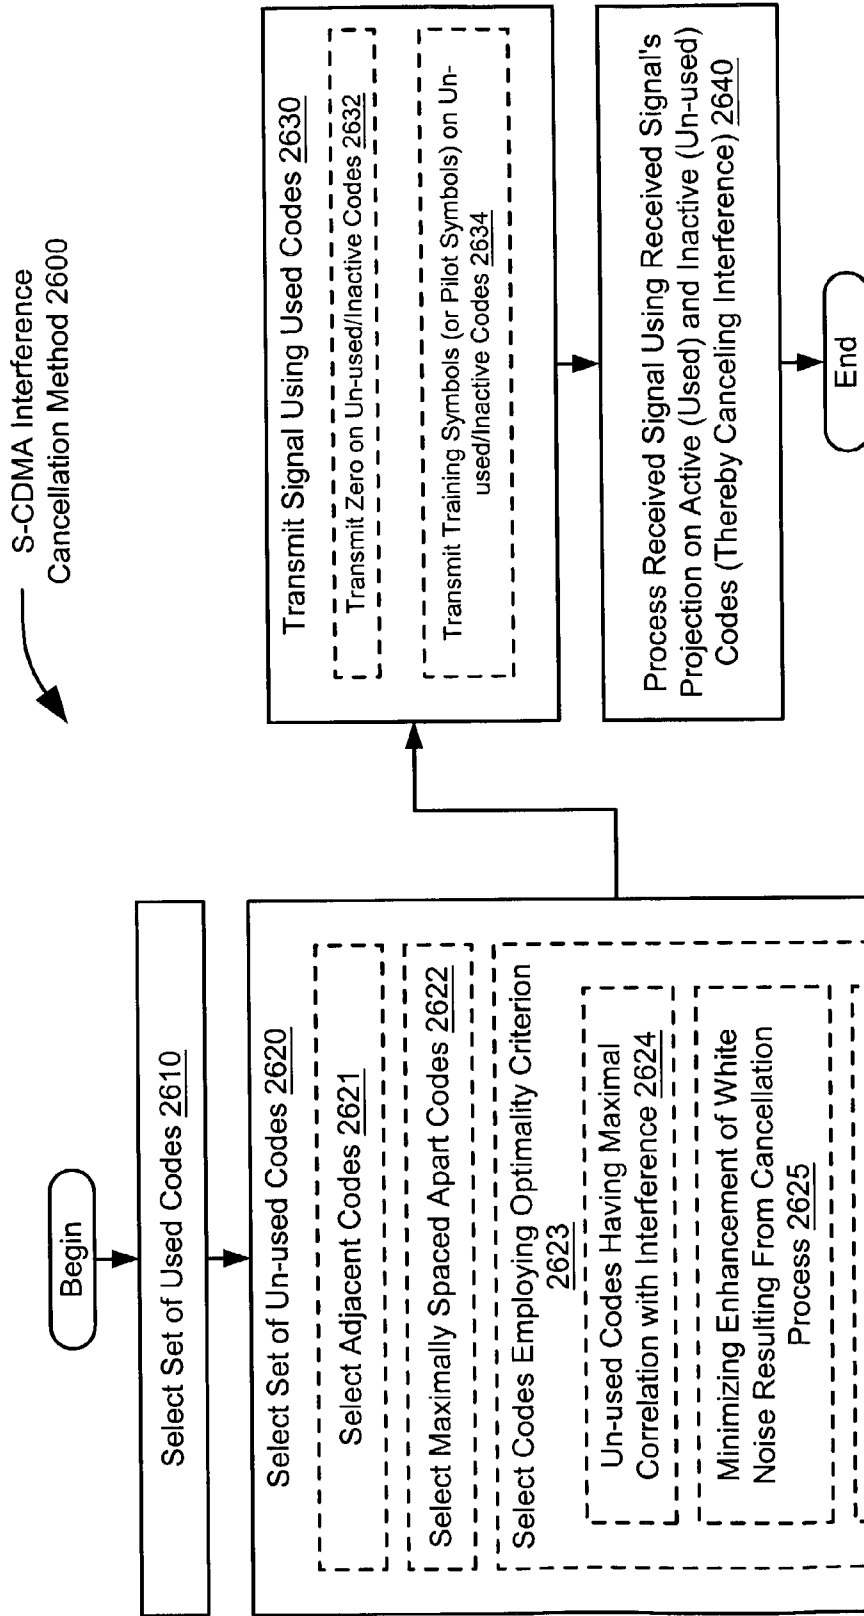 S-CDMA Interference
Cancellation Method 2600
Begin
Select Set of Used Codes 2610
Select Set of Un-used Codes 2620
Select Adjacent Codes 2621
Select Maximally Spaced Apart Codes 2622
Select Codes Employing Optimality Criterion
2623
Un-used Codes Having Maximal
Correlation with Interference 2624
Minimizing Enhancement of White
Noise Resulting From Cancellation
Process 2625
Transmit Signal Using Used Codes 2630
Transmit Zero on Un-used/Inactive Codes 2632
Transmit Training Symbols (or Pilot Symbols) on Un-
used/Inactive Codes 2634
Process Received Signal Using Received Signal's
Projection on Active (Used) and Inactive (Un-used)
Codes (Thereby Canceling Interference) 2640
End